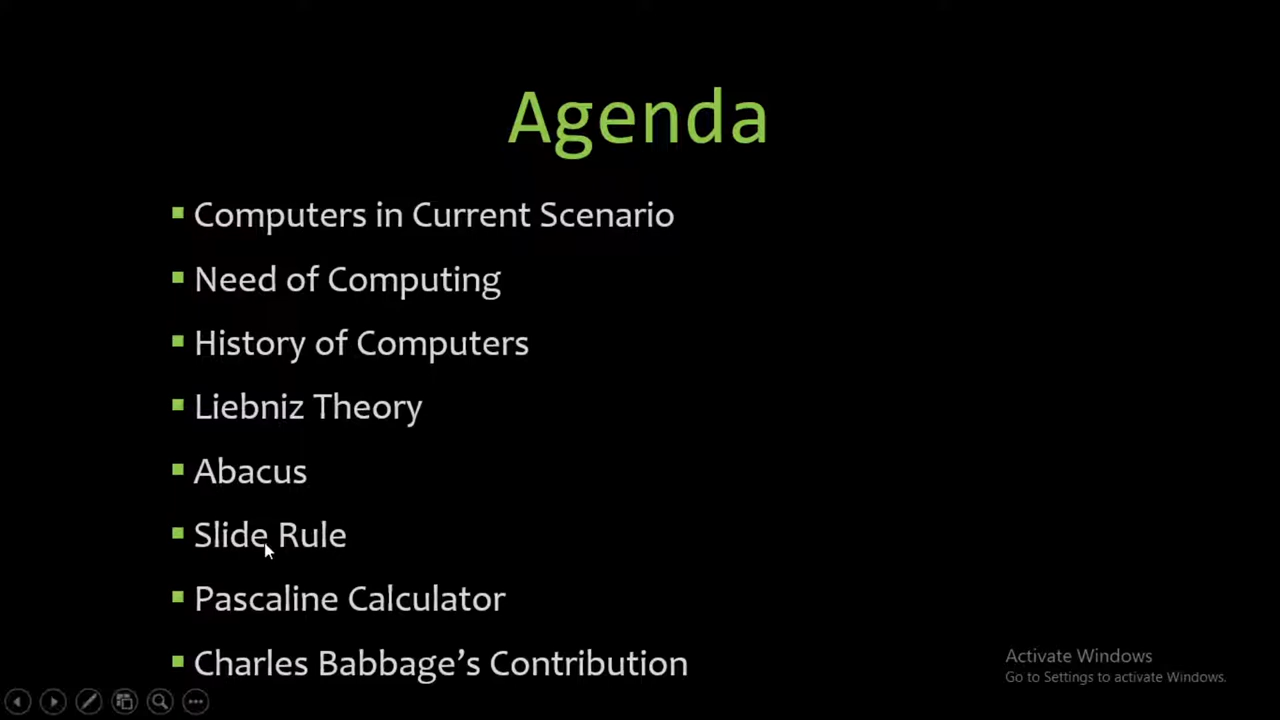 Agenda
Computers in Current Scenario
Need of Computing
History of Computers
Liebniz Theory
Abacus
Slide Rule
Pascaline Calculator
Charles Babbage’s Contribution
Activate Windows
Go to Settings to activate Windows.